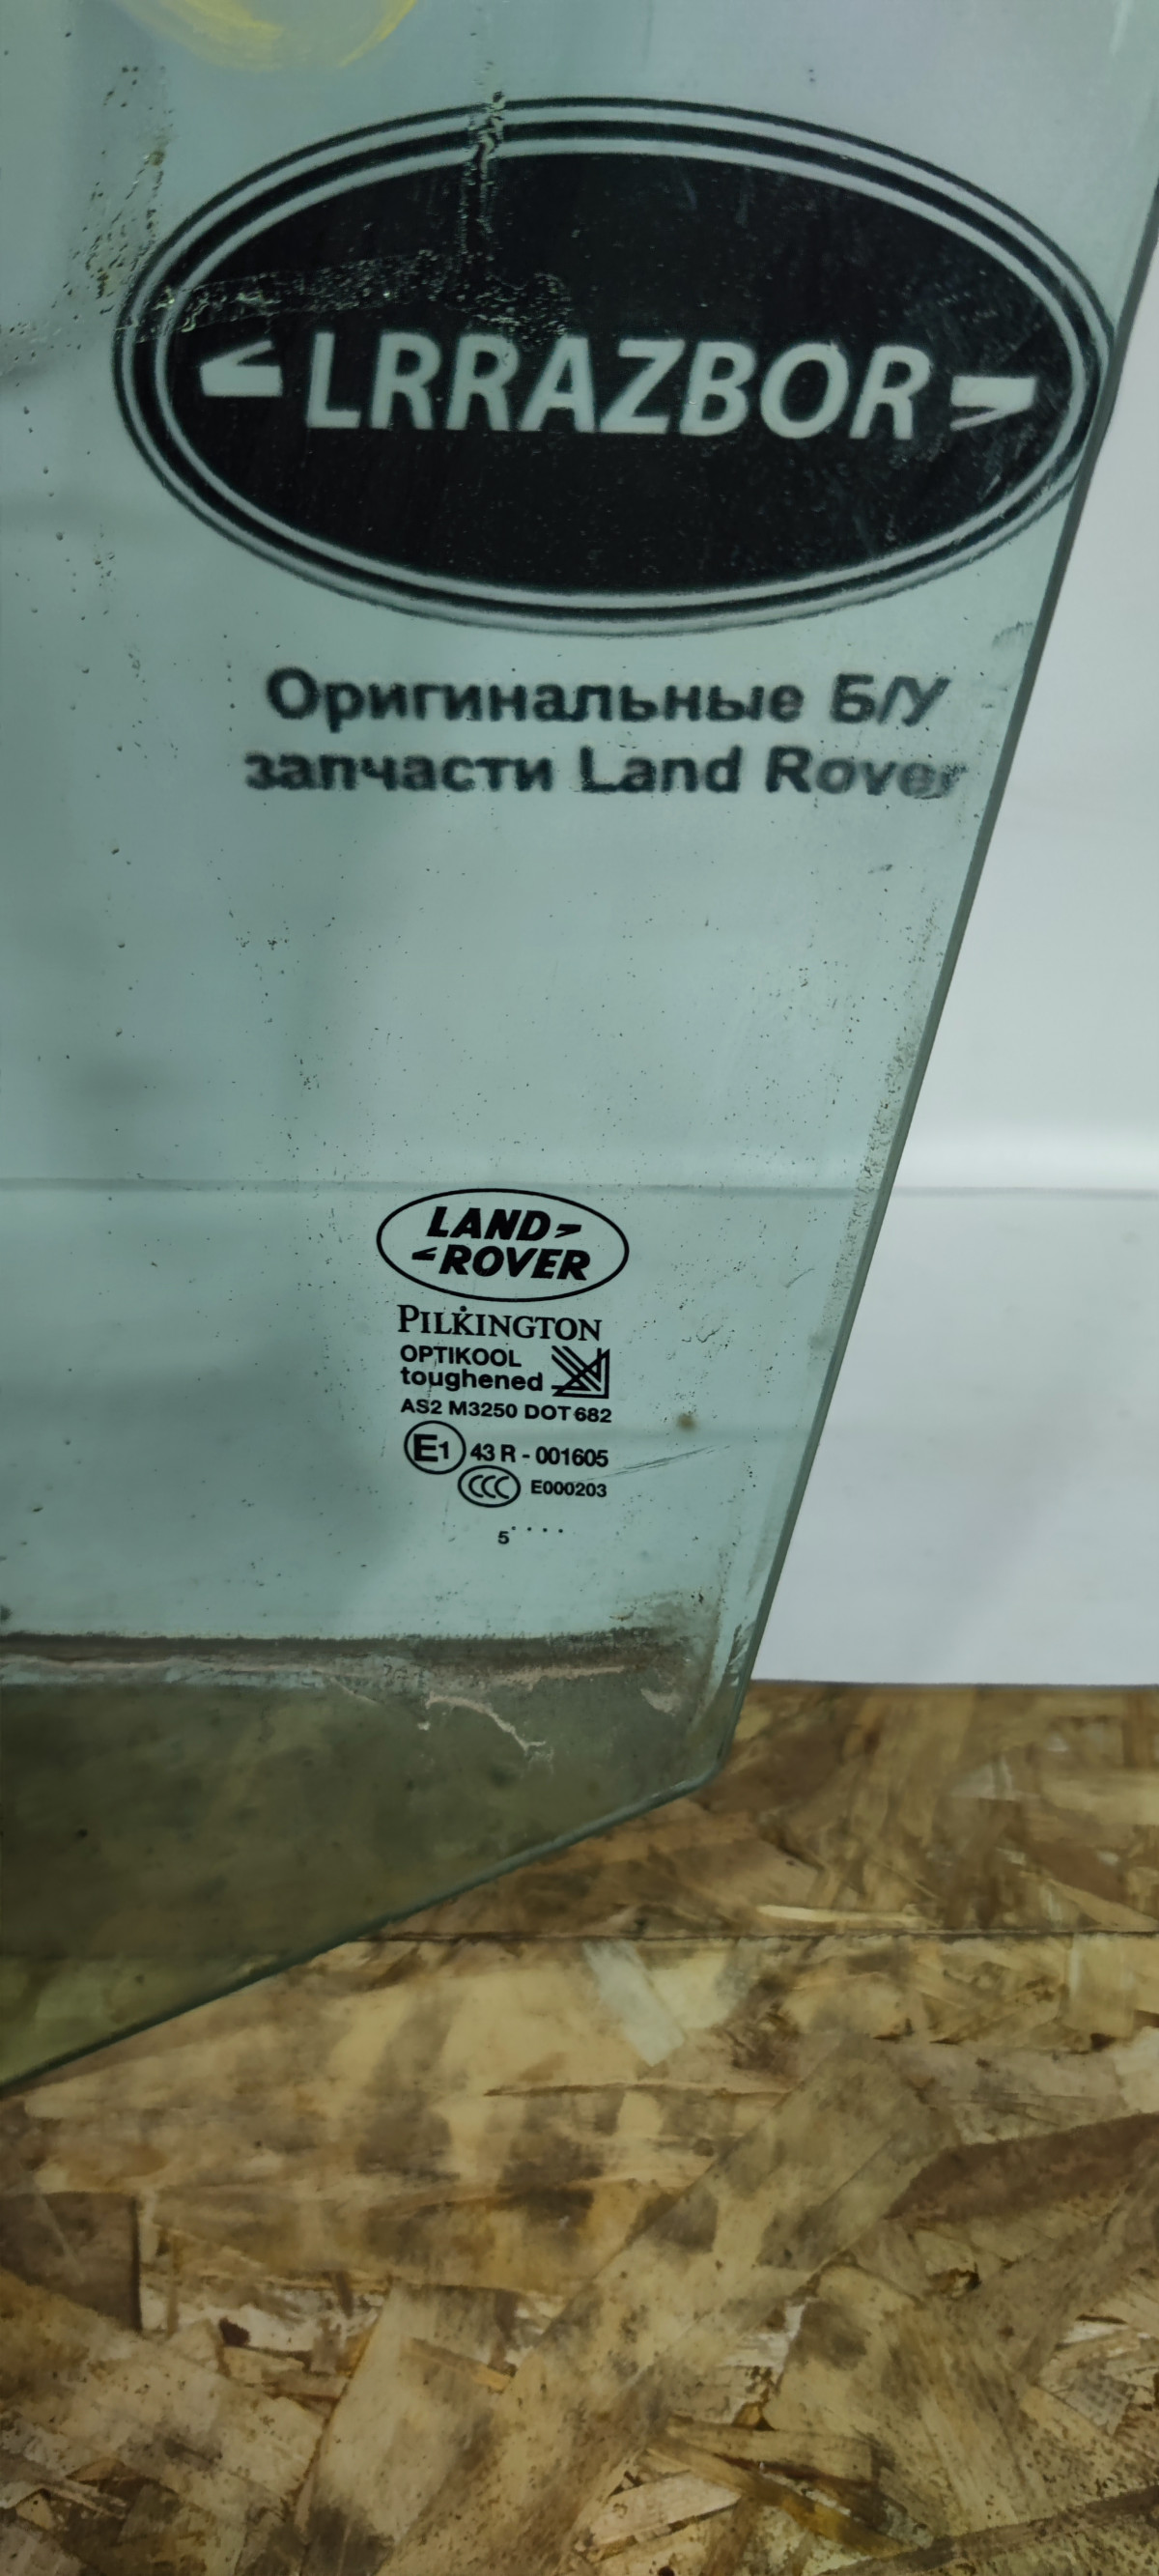 LRRAZBOR
Оригинальные Б/У
запчасти Land Rover
LAND
ROVER
PILKINGTON
OPTIKOOL
toughened
AS2 M3250 DOT 682
E1 43 R - 001605
CCC E000203
5 . . . .